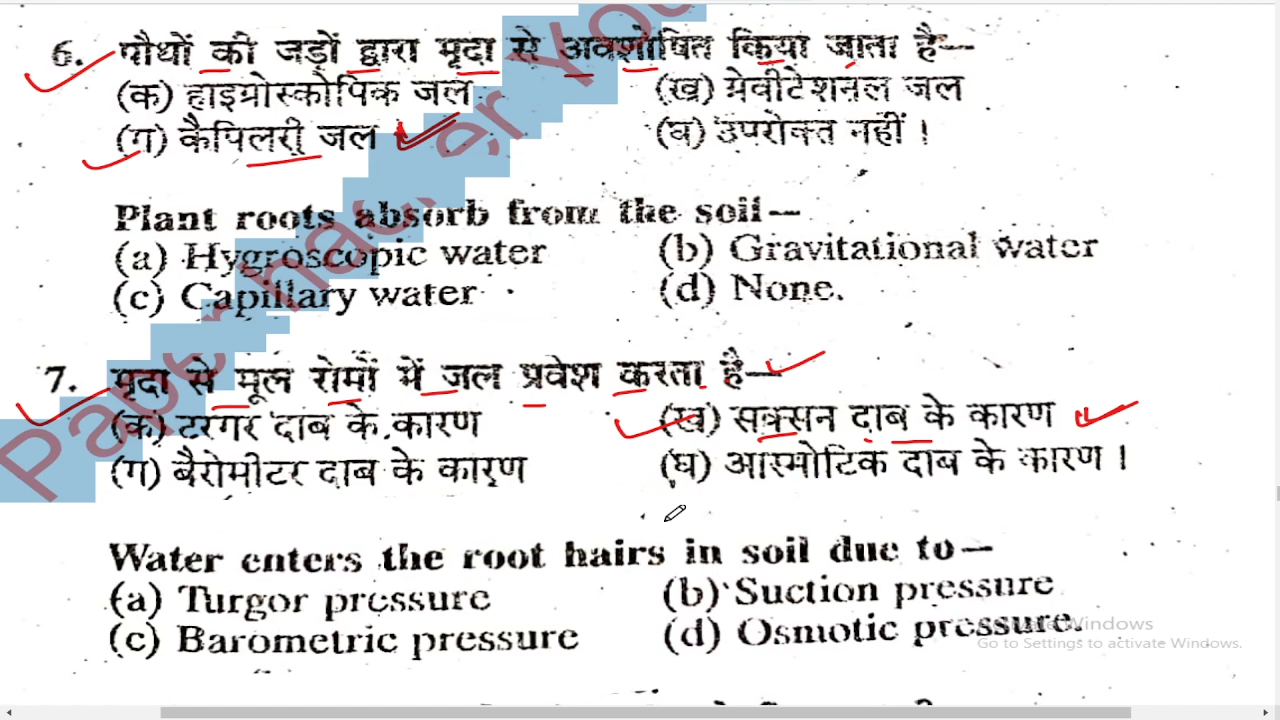 6. पौधों की जड़ों द्वारा मृदा से अवशोषित किया जाता है—
(क) हाइग्रोस्कोपिक जल (ख) ग्रेवीटेशनल जल
(ग) कैपिलरी जल (घ) उपरोक्त नहीं।
Plant roots absorb from the soil—
(a) Hygroscopic water (b) Gravitational water
(c) Capillary water (d) None.
7. मृदा से मूल रोमों में जल प्रवेश करता है—
(क) टरगर दाब के कारण (ख) सक्सन दाब के कारण
(ग) बैरोमीटर दाब के कारण (घ) आस्मोटिक दाब के कारण।
Water enters the root hairs in soil due to—
(a) Turgor pressure (b) Suction pressure
(c) Barometric pressure (d) Osmotic pressure.
Activate Windows
Go to Settings to activate Windows.